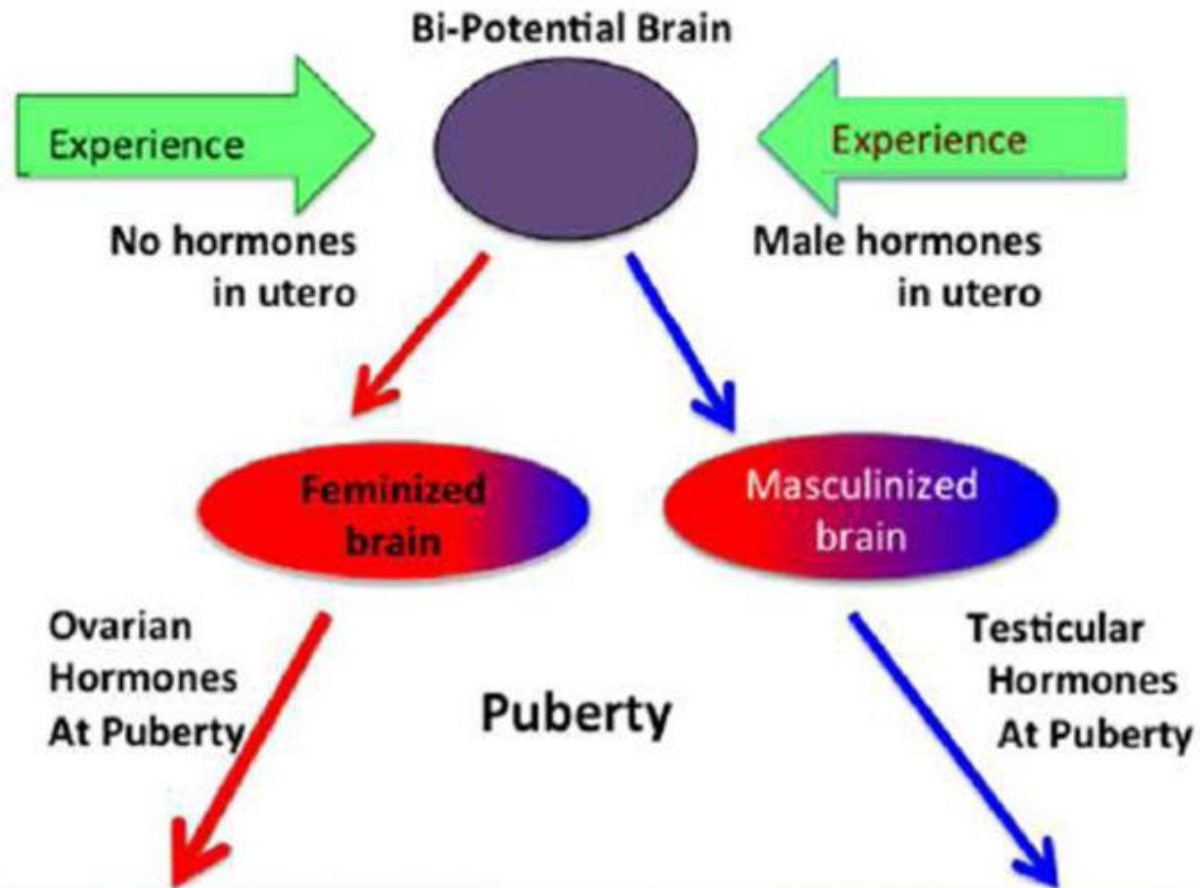 Bi-Potential Brain
Experience
Experience
No hormones
in utero
Male hormones
in utero
Feminized
brain
Masculinized
brain
Ovarian
Hormones
At Puberty
Puberty
Testicular
Hormones
At Puberty